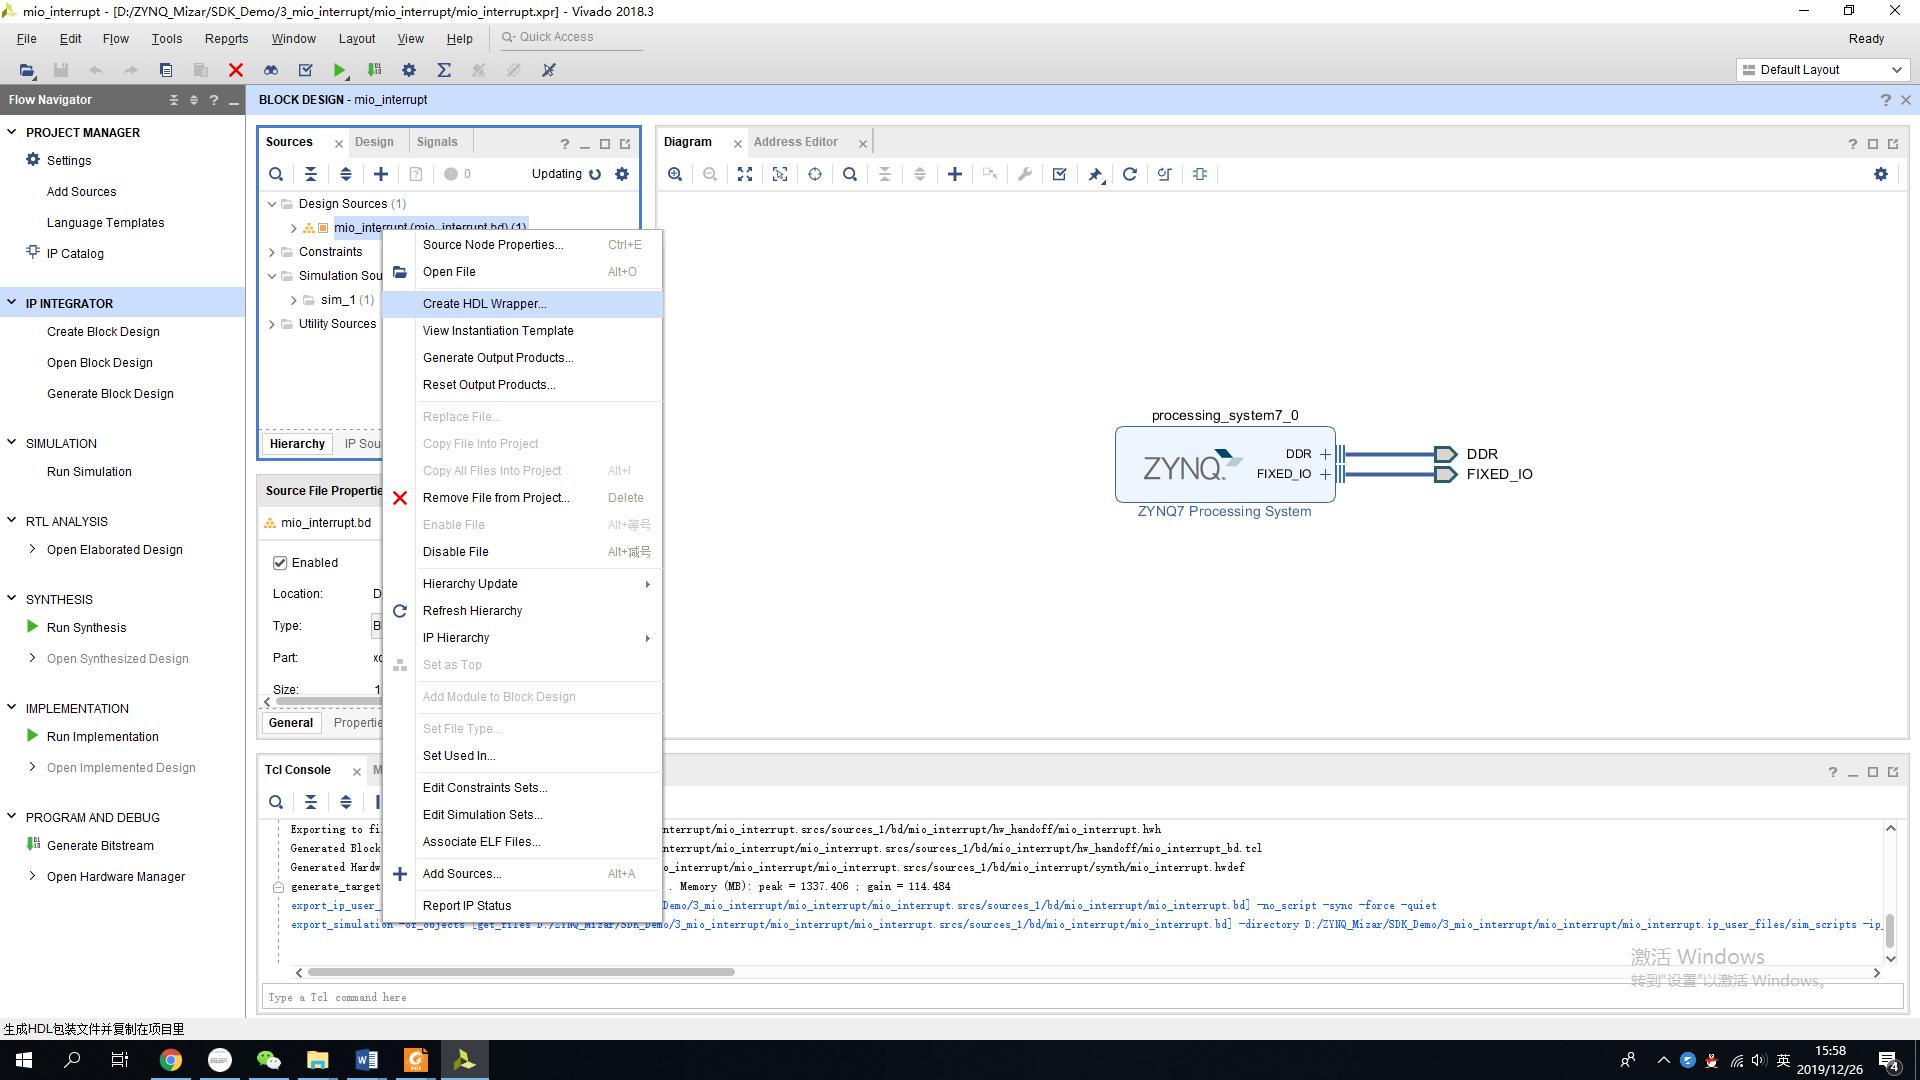 mio_interrupt - [D:/ZYNQ_Mizar/SDK_Demo/3_mio_interrupt/mio_interrupt/mio_interrupt.xpr] - Vivado 2018.3
File Edit Flow Tools Reports Window Layout View Help Quick Access Ready
Default Layout
Flow Navigator
BLOCK DESIGN - mio_interrupt
PROJECT MANAGER
Settings
Add Sources
Language Templates
IP Catalog
IP INTEGRATOR
Create Block Design
Open Block Design
Generate Block Design
SIMULATION
Run Simulation
RTL ANALYSIS
Open Elaborated Design
SYNTHESIS
Run Synthesis
Open Synthesized Design
IMPLEMENTATION
Run Implementation
Open Implemented Design
PROGRAM AND DEBUG
Generate Bitstream
Open Hardware Manager
Sources Design Signals
0 Updating
Design Sources (1)
mio_interrupt (mio_interrupt.bd) (1)
Constraints
Simulation Sou
sim_1 (1)
Utility Sources
Hierarchy IP Sou
Source File Propertie
mio_interrupt.bd
Enabled
Location: D
Type: B
Part: xc
Size: 1
General Propertie
Source Node Properties... Ctrl+E
Open File Alt+O
Create HDL Wrapper...
View Instantiation Template
Generate Output Products...
Reset Output Products...
Replace File...
Copy File Into Project
Copy All Files Into Project Alt+I
Remove File from Project... Delete
Enable File Alt+等号
Disable File Alt+减号
Hierarchy Update
Refresh Hierarchy
IP Hierarchy
Set as Top
Add Module to Block Design
Set File Type...
Set Used In...
Edit Constraints Sets...
Edit Simulation Sets...
Associate ELF Files...
Add Sources... Alt+A
Report IP Status
Diagram Address Editor
processing_system7_0
ZYNQ
DDR
FIXED_IO
DDR
FIXED_IO
ZYNQ7 Processing System
Tcl Console M
Exporting to fil nterrupt/mio_interrupt.srcs/sources_1/bd/mio_interrupt/hw_handoff/mio_interrupt.hwh
Generated Block nterrupt/mio_interrupt.srcs/sources_1/bd/mio_interrupt/hw_handoff/mio_interrupt_bd.tcl
Generated Hardw o_interrupt/mio_interrupt.srcs/sources_1/bd/mio_interrupt/synth/mio_interrupt.hwdef
generate_target . Memory (MB): peak = 1337.406 ; gain = 114.484
export_ip_user_ Demo/3_mio_interrupt/mio_interrupt/mio_interrupt.srcs/sources_1/bd/mio_interrupt/mio_interrupt.bd] -no_script -sync -force -quiet
export_simulation -of_objects [get_files D:/ZYNQ_Mizar/SDK_Demo/3_mio_interrupt/mio_interrupt/mio_interrupt.srcs/sources_1/bd/mio_interrupt/mio_interrupt.bd] -directory D:/ZYNQ_Mizar/SDK_Demo/3_mio_interrupt/mio_interrupt/mio_interrupt.ip_user_files/sim_scripts -ip_
激活 Windows
转到"设置"以激活 Windows。
Type a Tcl command here
生成HDL包装文件并复制在项目里
英
15:58
2019/12/26
4